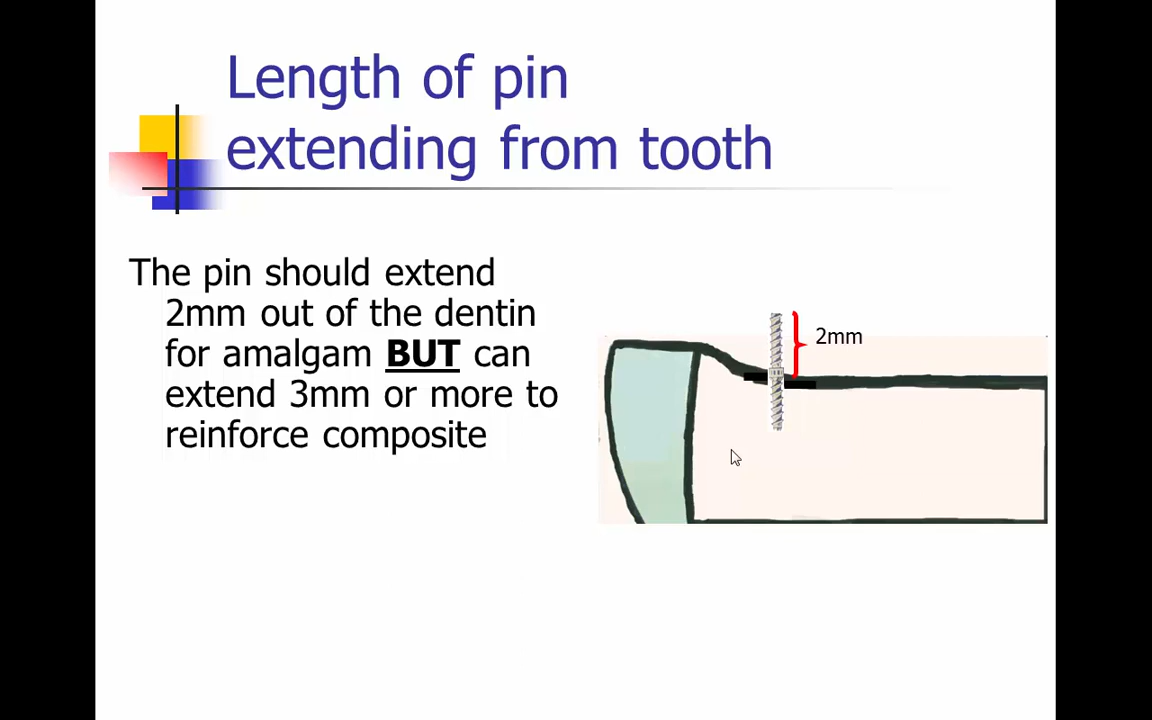 Length of pin
extending from tooth
The pin should extend
2mm out of the dentin
for amalgam BUT can
extend 3mm or more to
reinforce composite
2mm